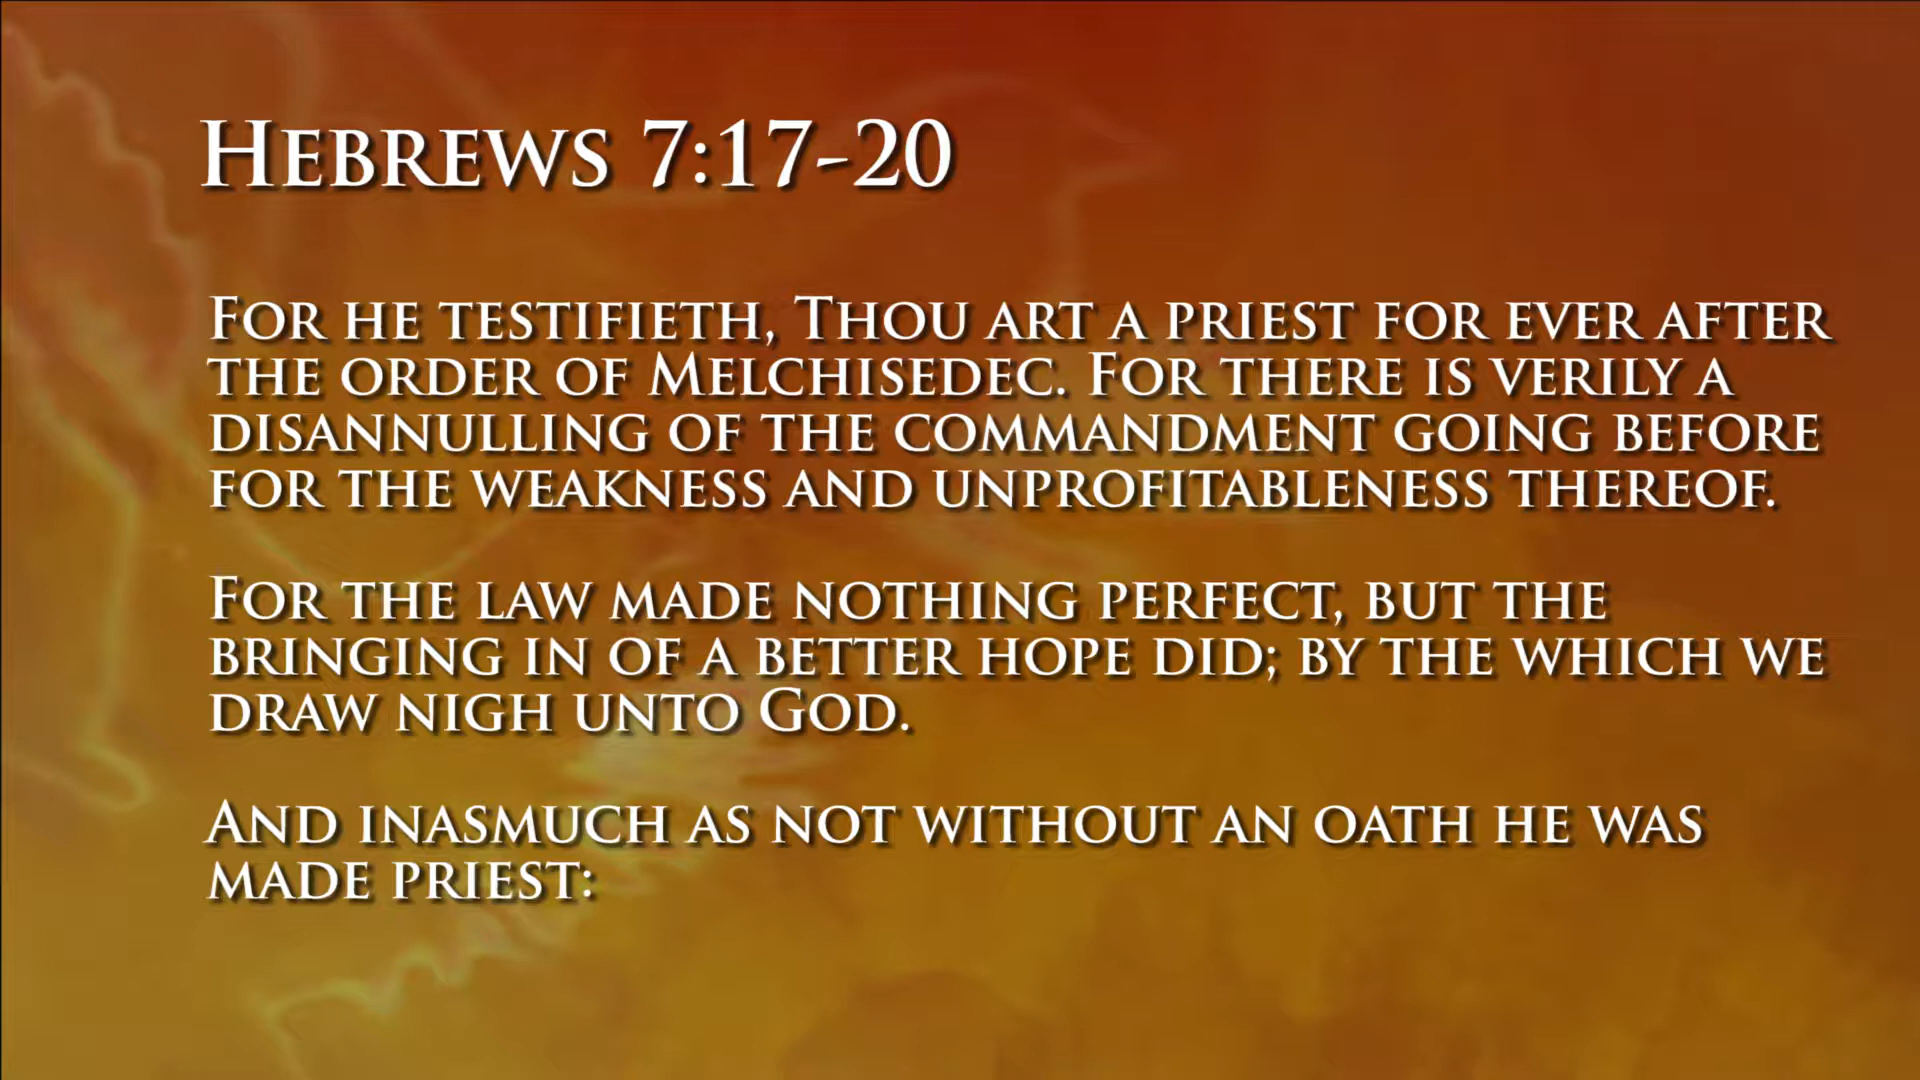 Hebrews 7:17-20
For he testifieth, Thou art a priest for ever after
the order of Melchisedec. For there is verily a
disannulling of the commandment going before
for the weakness and unprofitableness thereof.
For the law made nothing perfect, but the
bringing in of a better hope did; by the which we
draw nigh unto God.
And inasmuch as not without an oath he was
made priest: